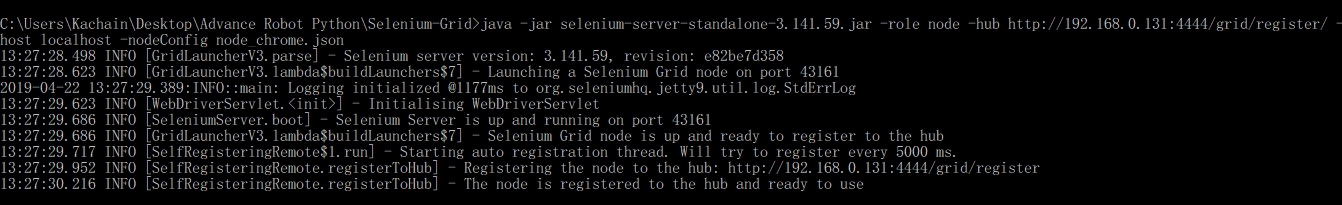 C:\Users\Kachain\Desktop\Advance Robot Python\Selenium-Grid>java -jar selenium-server-standalone-3.141.59.jar -role node -hub http://192.168.0.131:4444/grid/register/ -
host localhost -nodeConfig node_chrome.json
13:27:28.498 INFO [GridLauncherV3.parse] - Selenium server version: 3.141.59, revision: e82be7d358
13:27:28.623 INFO [GridLauncherV3.lambda$buildLaunchers$7] - Launching a Selenium Grid node on port 43161
2019-04-22 13:27:29.389:INFO::main: Logging initialized @1177ms to org.seleniumhq.jetty9.util.log.StdErrLog
13:27:29.623 INFO [WebDriverServlet.<init>] - Initialising WebDriverServlet
13:27:29.686 INFO [SeleniumServer.boot] - Selenium Server is up and running on port 43161
13:27:29.686 INFO [GridLauncherV3.lambda$buildLaunchers$7] - Selenium Grid node is up and ready to register to the hub
13:27:29.717 INFO [SelfRegisteringRemote$1.run] - Starting auto registration thread. Will try to register every 5000 ms.
13:27:29.952 INFO [SelfRegisteringRemote.registerToHub] - Registering the node to the hub: http://192.168.0.131:4444/grid/register
13:27:30.216 INFO [SelfRegisteringRemote.registerToHub] - The node is registered to the hub and ready to use